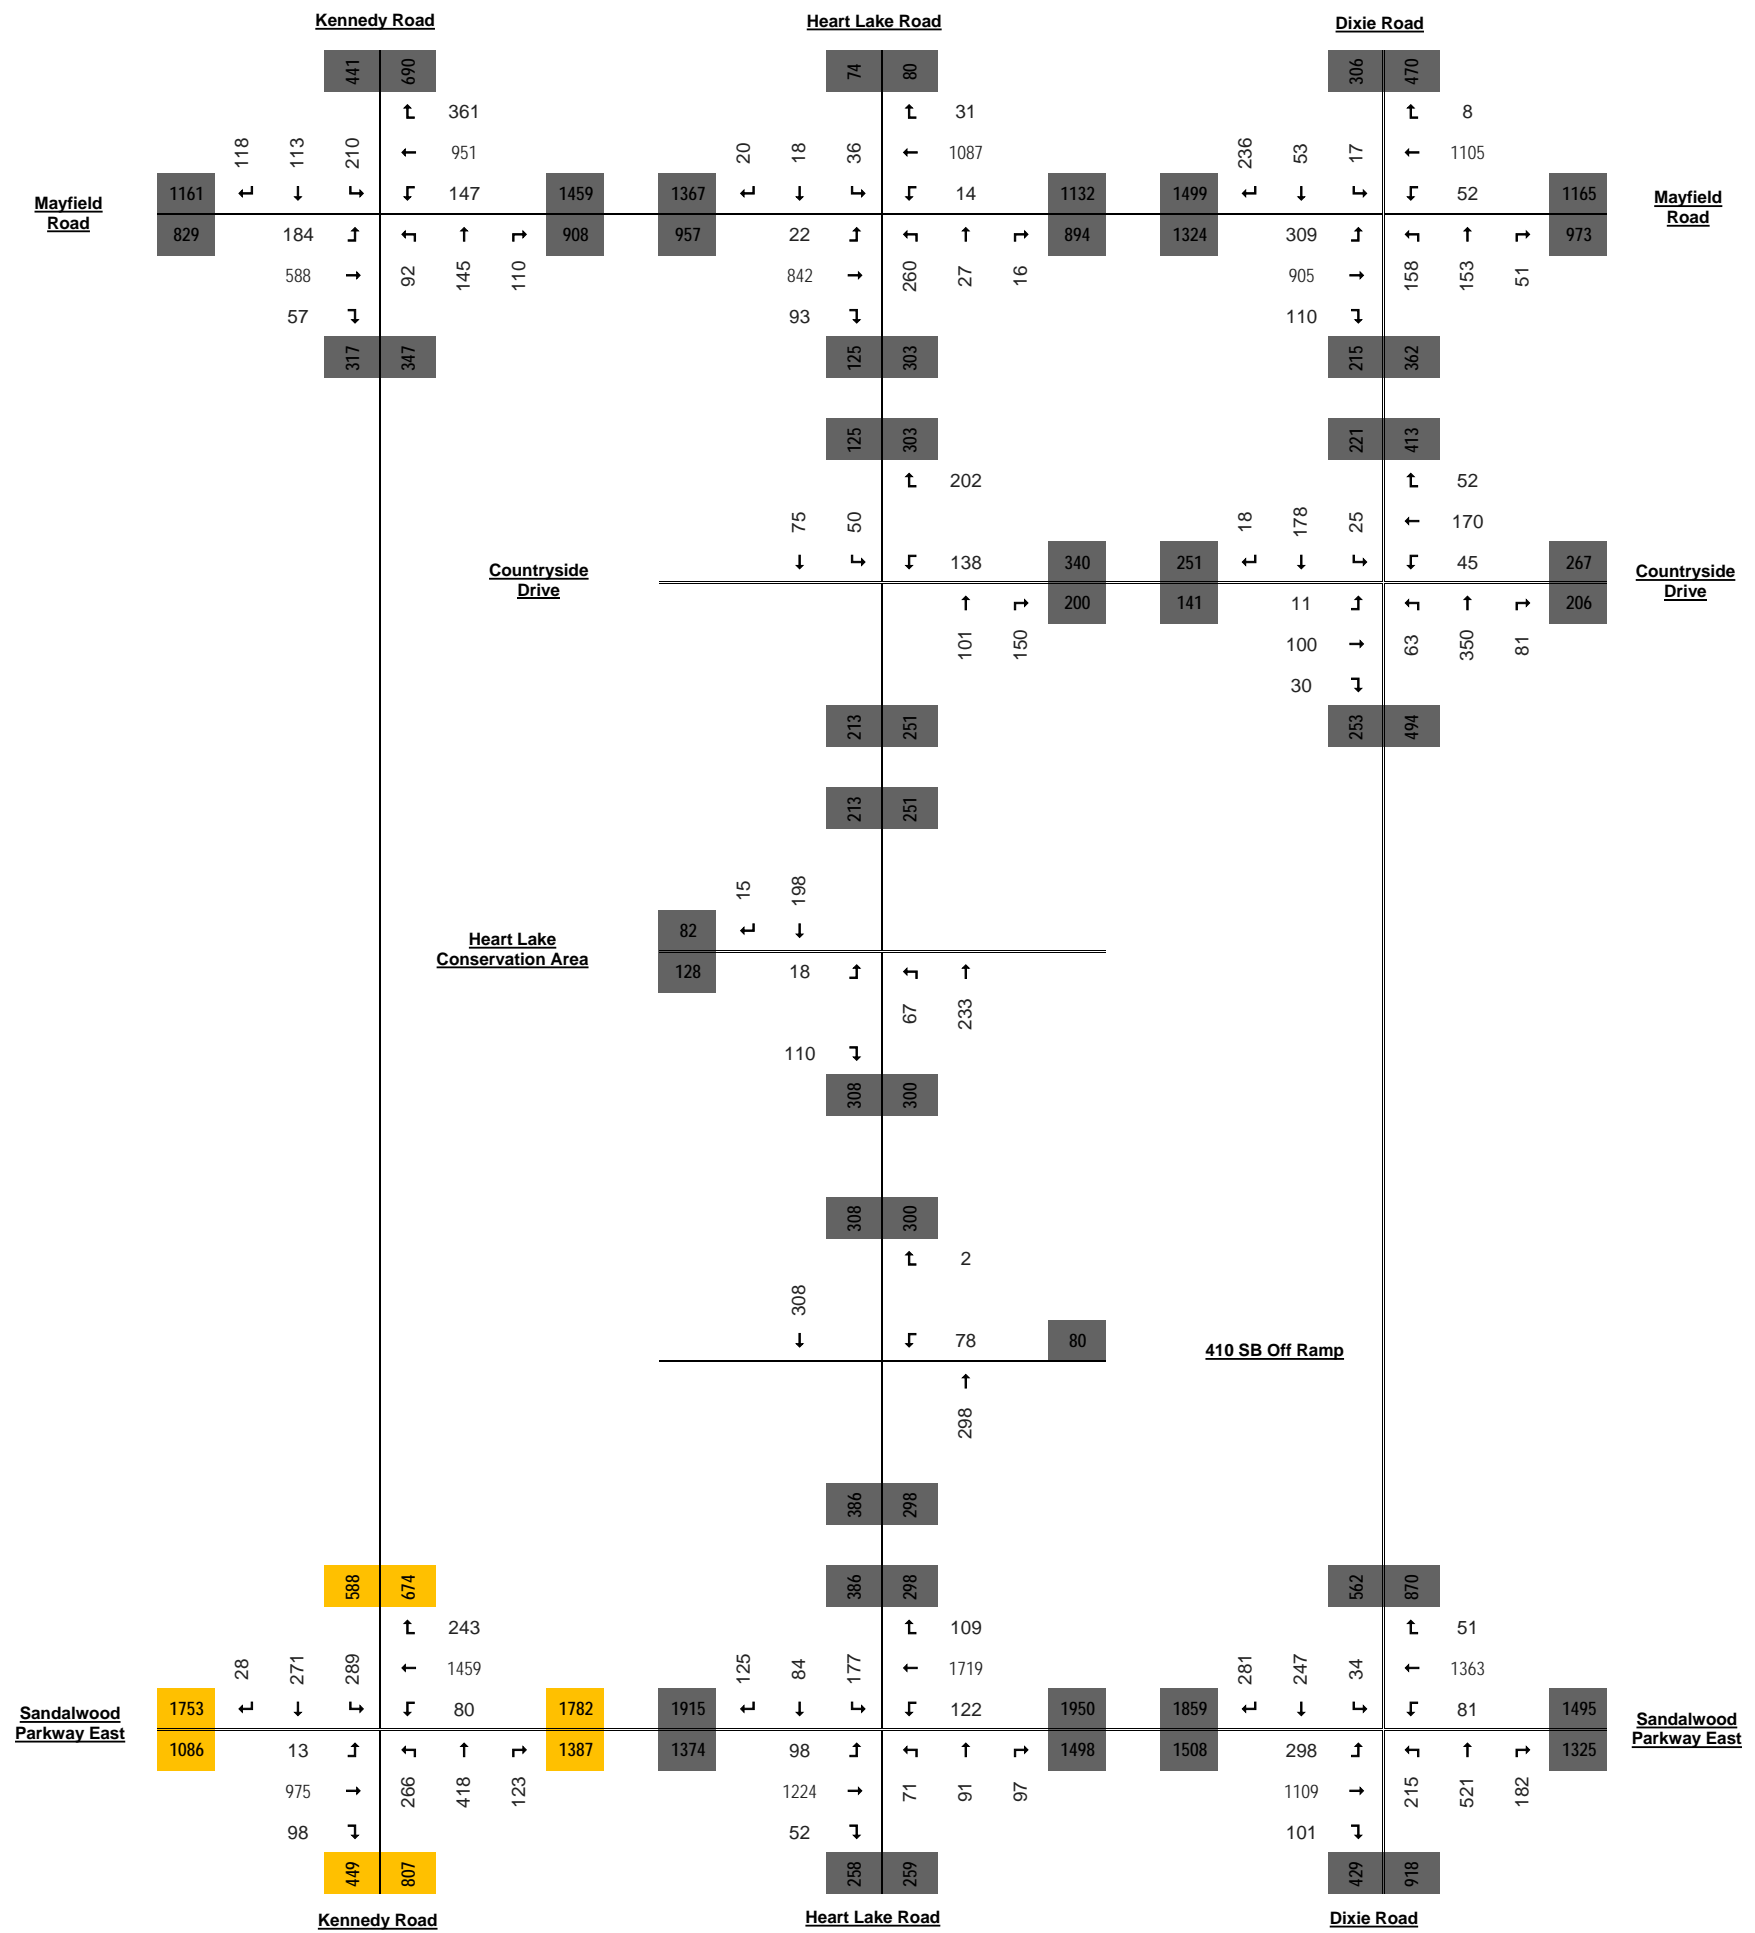 Kennedy Road Heart Lake Road Dixie Road
441 690 74 80 306 470
361 31 8
118 113 210 951 20 18 36 1087 236 53 17 1105
1161 147 1459 1367 14 1132 1499 52 1165
Mayfield
Road
Mayfield
Road
829 184 908 957 22 894 1324 309 973
588 92 145 110 842 260 27 16 905 158 153 51
57 93 110
317 347 125 303 215 362
125 303 221 413
202 52
75 50 18 178 25 170
138 340 251 45 267
Countryside
Drive
Countryside
Drive
200 141 11 206
101 150 100 63 350 81
30
213 251 253 494
213 251
15 198
82
Heart Lake
Conservation Area
128 18
67 233
110
308 300
308 300
2
308
78 80
410 SB Off Ramp
298
386 298
588 674 386 298 562 870
243 109 51
28 271 289 1459 125 84 177 1719 281 247 34 1363
1753 80 1782 1915 122 1950 1859 81 1495
Sandalwood
Parkway East
Sandalwood
Parkway East
1086 13 1387 1374 98 1498 1508 298 1325
975 266 418 123 1224 71 91 97 1109 215 521 182
98 52 101
449 807 258 259 429 918
Kennedy Road Heart Lake Road Dixie Road